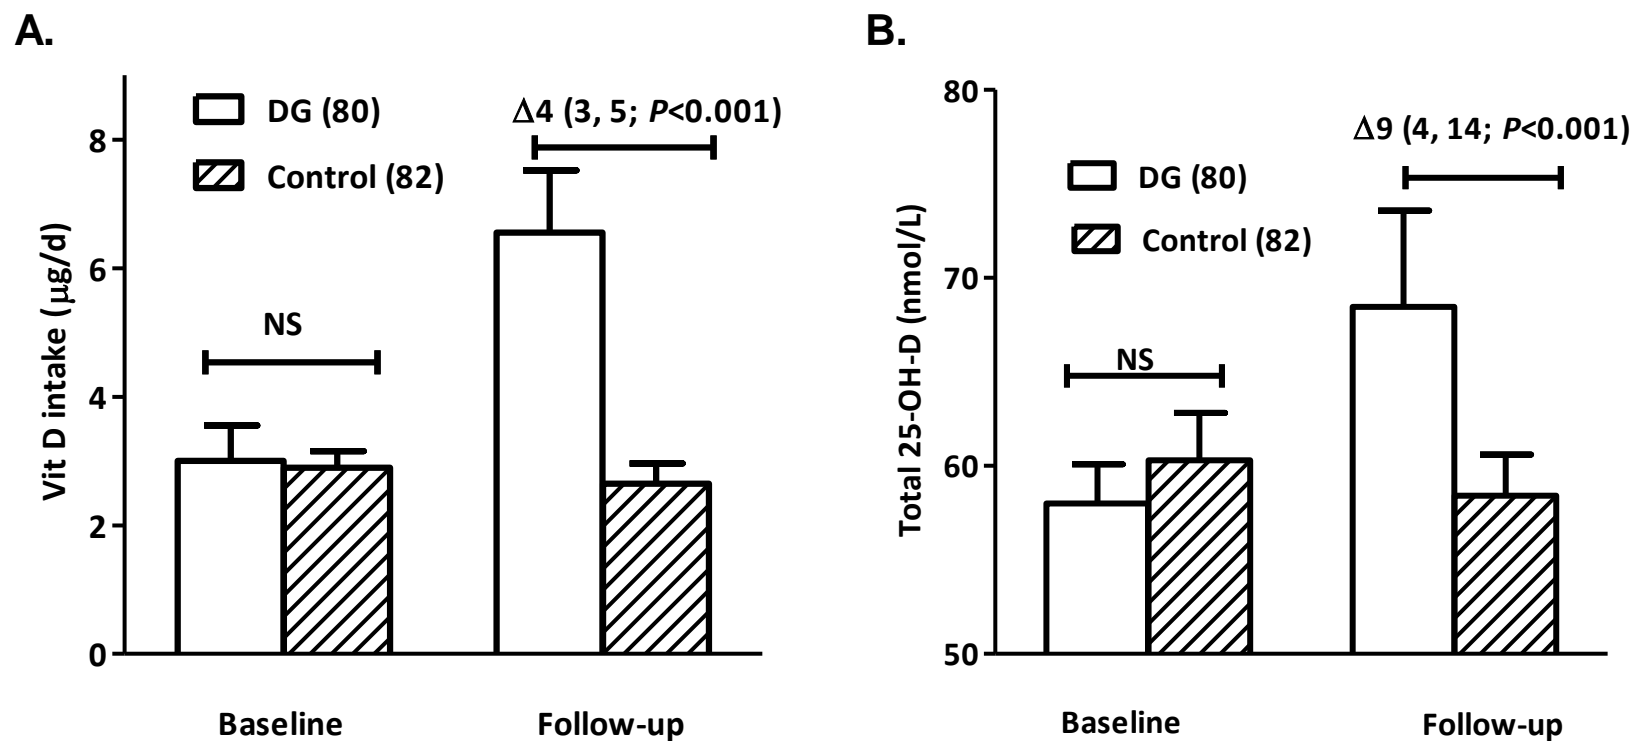 A.
DG (80)
Control (82)
Δ4 (3, 5; P<0.001)
NS
Vit D intake (μg/d)
8
6
4
2
0
Baseline
Follow-up
B.
DG (80)
Control (82)
Δ9 (4, 14; P<0.001)
NS
Total 25-OH-D (nmol/L)
80
70
60
50
Baseline
Follow-up